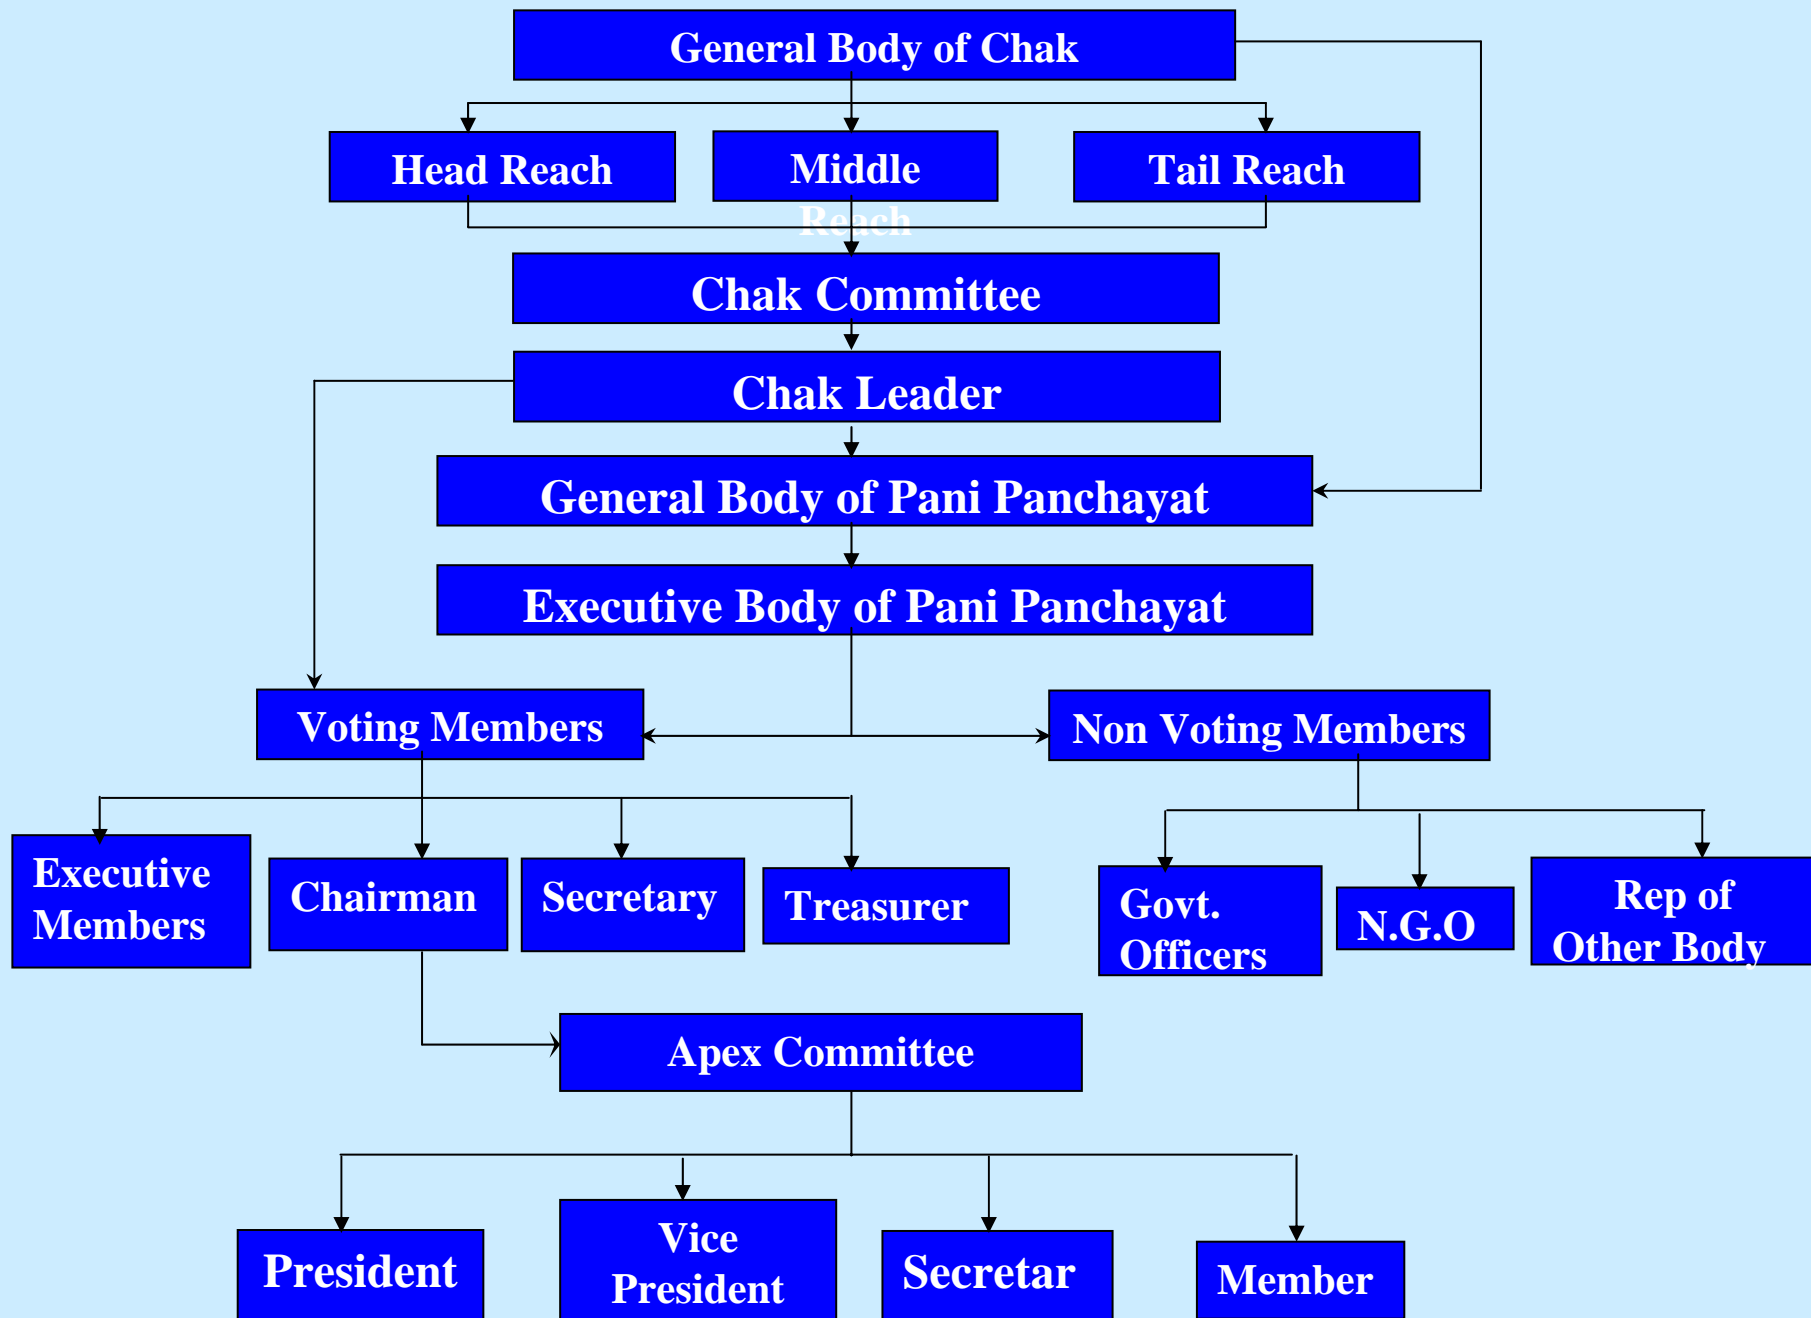 General Body of Chak
Head Reach
Middle
Reach
Tail Reach
Chak Committee
Chak Leader
General Body of Pani Panchayat
Executive Body of Pani Panchayat
Voting Members
Non Voting Members
Executive
Members
Chairman
Secretary
Treasurer
Govt.
Officers
N.G.O
Rep of
Other Body
Apex Committee
President
Vice
President
Secretar
Member